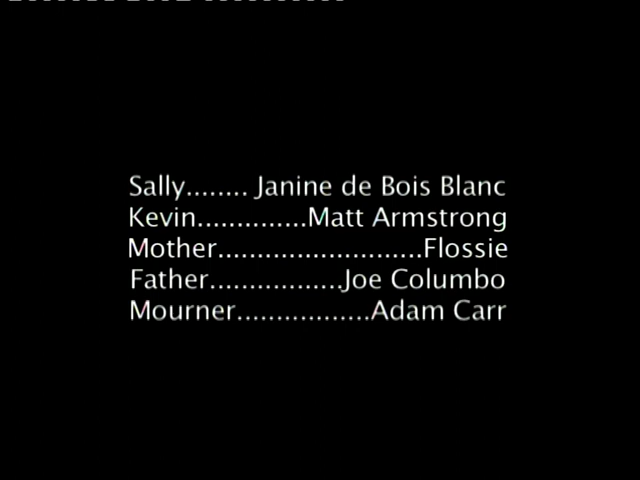 Sally........ Janine de Bois Blanc
Kevin..............Matt Armstrong
Mother..........................Flossie
Father.................Joe Columbo
Mourner.................Adam Carr